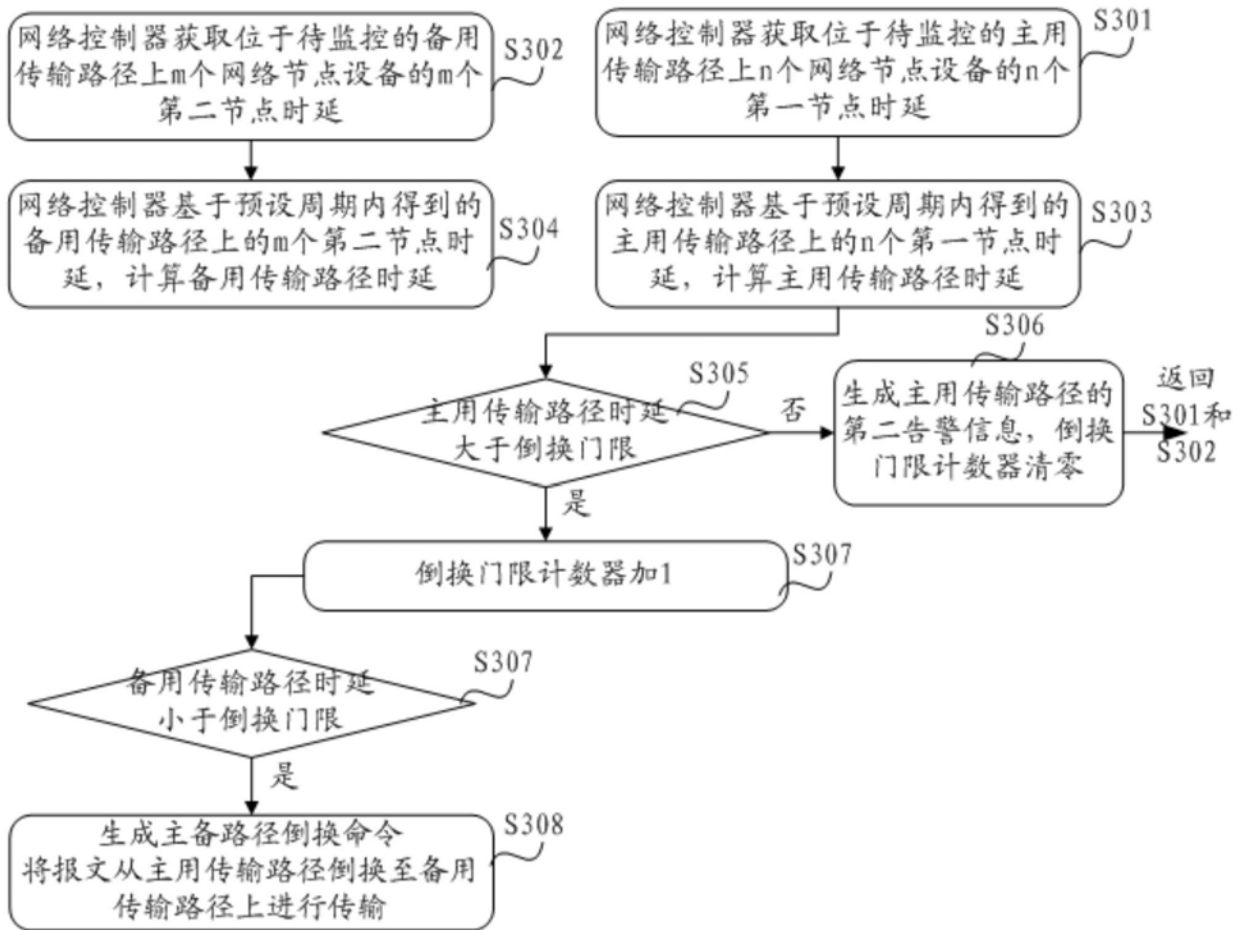 网络控制器获取位于待监控的备用
传输路径上m个网络节点设备的m个
第二节点时延
S302
网络控制器获取位于待监控的主用
传输路径上n个网络节点设备的n个
第一节点时延
S301
网络控制器基于预设周期内得到的
备用传输路径上的m个第二节点时
延，计算备用传输路径时延
S304
网络控制器基于预设周期内得到的
主用传输路径上的n个第一节点时
延，计算主用传输路径时延
S303
主用传输路径时延
大于倒换门限
S305
否
生成主用传输路径的
第二告警信息，倒换
门限计数器清零
S306
返回
S301和
S302
是
倒换门限计数器加1
S307
备用传输路径时延
小于倒换门限
S307
是
生成主备路径倒换命令
将报文从主用传输路径倒换至备用
传输路径上进行传输
S308